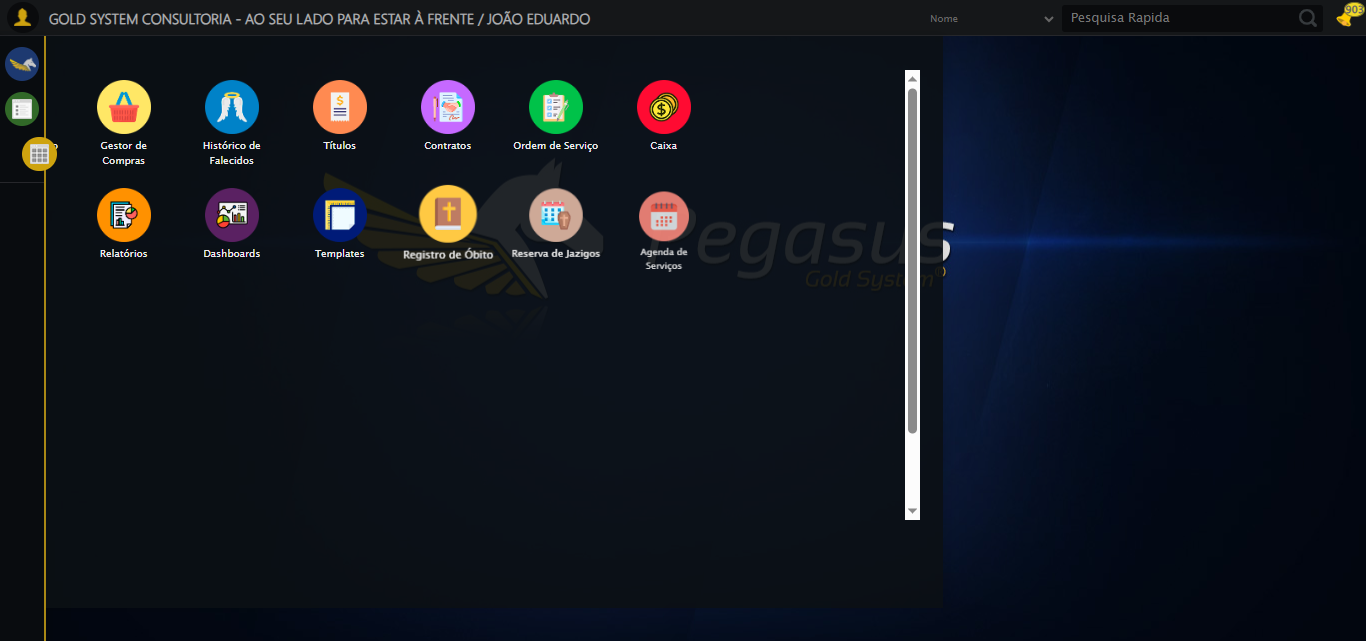 GOLD SYSTEM CONSULTORIA - AO SEU LADO PARA ESTAR À FRENTE / JOÃO EDUARDO
Nome
Pesquisa Rapida
903
Gestor de
Compras
Histórico de
Falecidos
Títulos
Contratos
Ordem de Serviço
Caixa
Relatórios
Dashboards
Templates
Registro de Óbito
Reserva de Jazigos
Agenda de
Serviços
Pegasus
Gold System